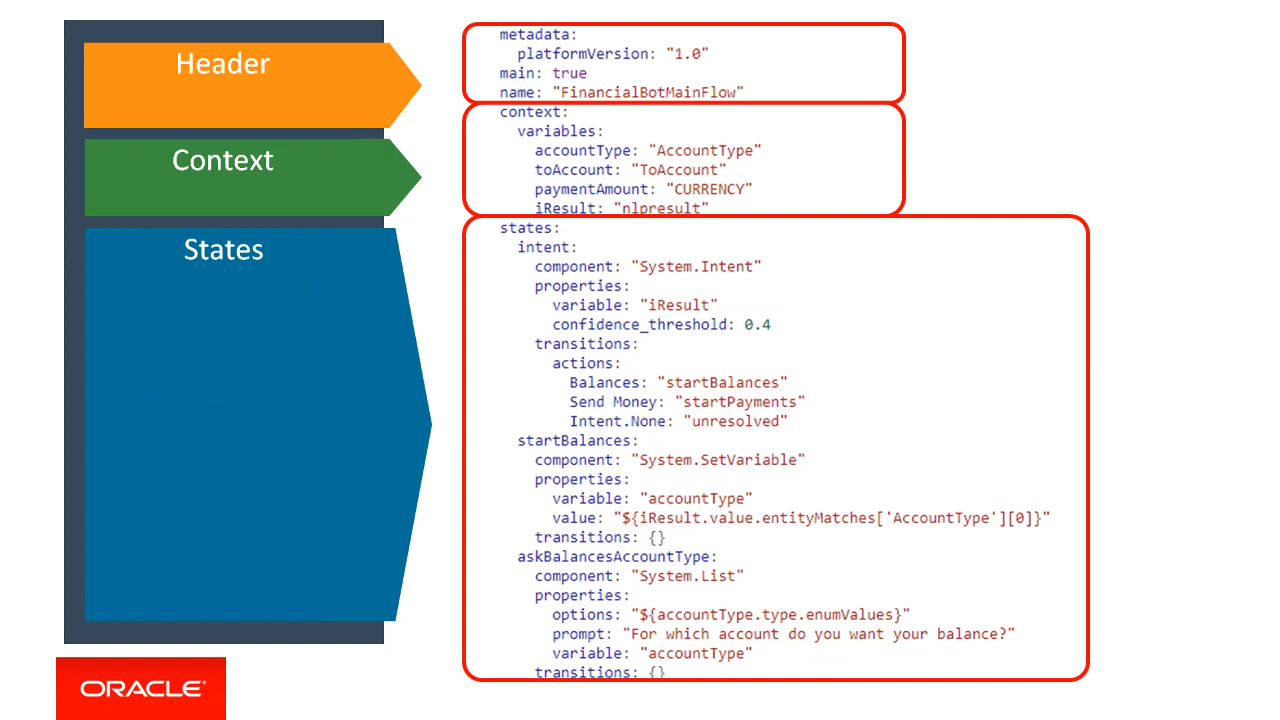 Header
Context
States
metadata:
platformVersion: "1.0"
main: true
name: "FinancialBotMainFlow"
context:
variables:
accountType: "AccountType"
toAccount: "ToAccount"
paymentAmount: "CURRENCY"
iResult: "nlpresult"
states:
intent:
component: "System.Intent"
properties:
variable: "iResult"
confidence_threshold: 0.4
transitions:
actions:
Balances: "startBalances"
Send Money: "startPayments"
Intent.None: "unresolved"
startBalances:
component: "System.SetVariable"
properties:
variable: "accountType"
value: "${iResult.value.entityMatches['AccountType'][0]}"
transitions: {}
askBalancesAccountType:
component: "System.List"
properties:
options: "${accountType.type.enumValues}"
prompt: "For which account do you want your balance?"
variable: "accountType"
transitions: {}
ORACLE®